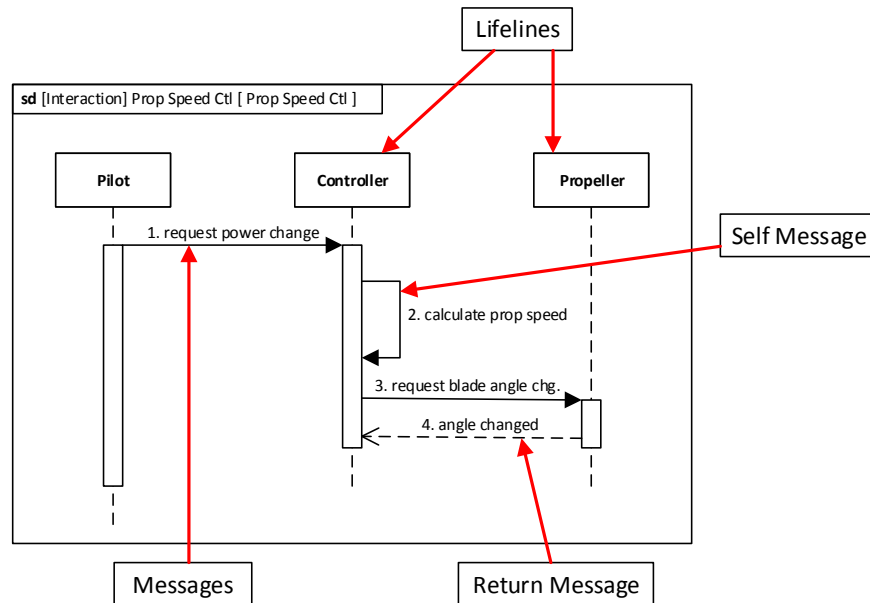 Lifelines
sd [Interaction] Prop Speed Ctl [ Prop Speed Ctl ]
Pilot
Controller
Propeller
1. request power change
Self Message
2. calculate prop speed
3. request blade angle chg.
4. angle changed
Messages
Return Message